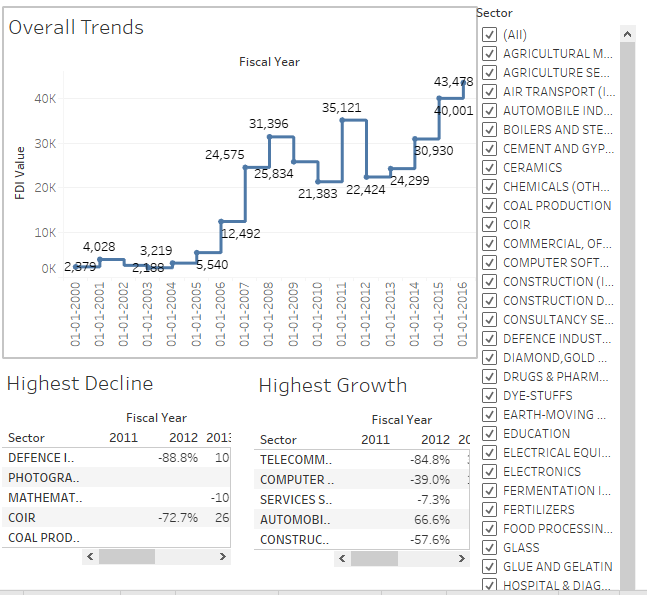 Overall Trends
Fiscal Year
FDI Value
40K
30K
20K
10K
0K
2,379
4,028
2,188
3,219
5,540
12,492
24,575
31,396
25,834
21,383
35,121
22,424
24,299
30,930
40,001
43,478
01-01-2000
01-01-2001
01-01-2002
01-01-2003
01-01-2004
01-01-2005
01-01-2006
01-01-2007
01-01-2008
01-01-2009
01-01-2010
01-01-2011
01-01-2012
01-01-2013
01-01-2014
01-01-2015
01-01-2016
Highest Decline
Fiscal Year
Sector 2011 2012 2013
DEFENCE I.. -88.8% 10
PHOTOGRA..
MATHEMAT.. -10
COIR -72.7% 26
COAL PROD..
Highest Growth
Fiscal Year
Sector 2011 2012 20
TELECOMM.. -84.8%
COMPUTER .. -39.0%
SERVICES S.. -7.3%
AUTOMOBI.. 66.6%
CONSTRUC.. -57.6%
Sector
(All)
AGRICULTURAL M...
AGRICULTURE SE...
AIR TRANSPORT (I...
AUTOMOBILE IND...
BOILERS AND STE...
CEMENT AND GYP...
CERAMICS
CHEMICALS (OTH...
COAL PRODUCTION
COIR
COMMERCIAL, OF...
COMPUTER SOFT...
CONSTRUCTION (I...
CONSTRUCTION D...
CONSULTANCY SE...
DEFENCE INDUST...
DIAMOND,GOLD ...
DRUGS & PHARM...
DYE-STUFFS
EARTH-MOVING ...
EDUCATION
ELECTRICAL EQUI...
ELECTRONICS
FERMENTATION I...
FERTILIZERS
FOOD PROCESSIN...
GLASS
GLUE AND GELATIN
HOSPITAL & DIAG...